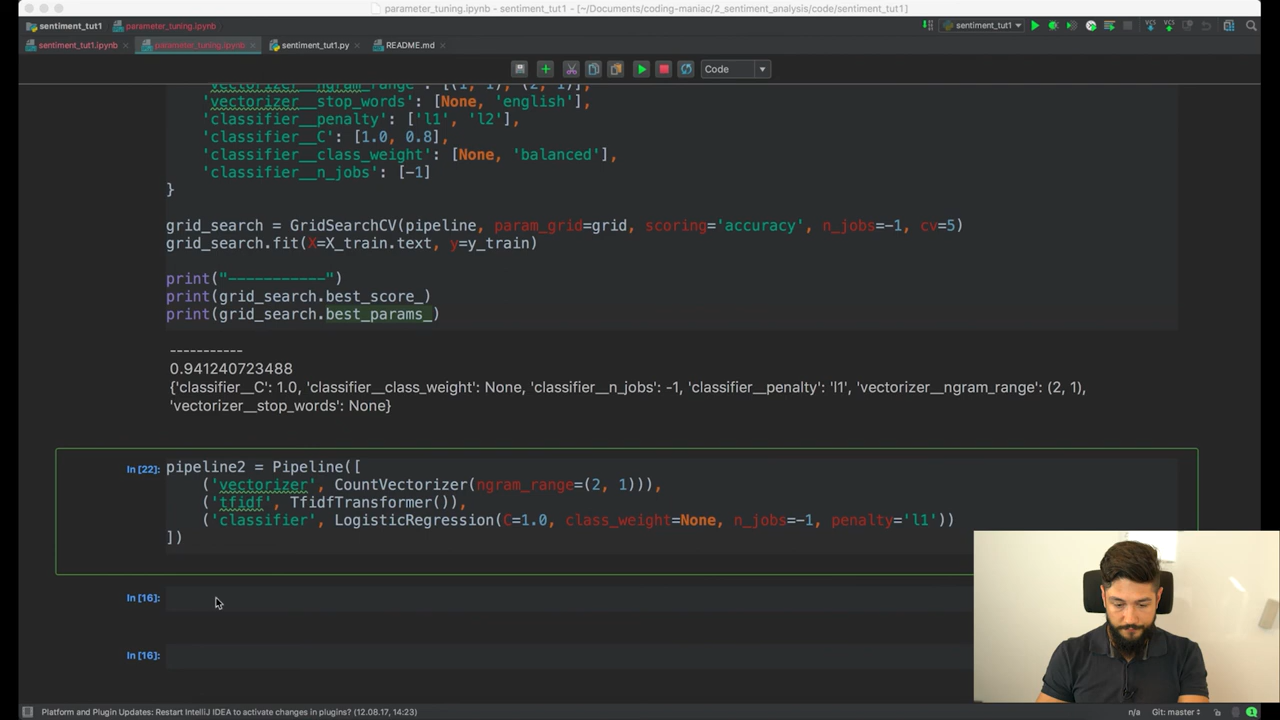 parameter_tuning.ipynb - sentiment_tut1 - [~/Documents/coding-maniac/2_sentiment_analysis/code/sentiment_tut1]
sentiment_tut1 parameter_tuning.ipynb sentiment_tut1
sentiment_tut1.ipynb parameter_tuning.ipynb sentiment_tut1.py README.md
Code
'vectorizer__ngram_range': [(1, 1), (2, 1)],
'vectorizer__stop_words': [None, 'english'],
'classifier__penalty': ['l1', 'l2'],
'classifier__C': [1.0, 0.8],
'classifier__class_weight': [None, 'balanced'],
'classifier__n_jobs': [-1]
}
grid_search = GridSearchCV(pipeline, param_grid=grid, scoring='accuracy', n_jobs=-1, cv=5)
grid_search.fit(X=X_train.text, y=y_train)
print("-----------")
print(grid_search.best_score_)
print(grid_search.best_params_)
-----------
0.941240723488
{'classifier__C': 1.0, 'classifier__class_weight': None, 'classifier__n_jobs': -1, 'classifier__penalty': 'l1', 'vectorizer__ngram_range': (2, 1),
'vectorizer__stop_words': None}
In [22]: pipeline2 = Pipeline([
('vectorizer', CountVectorizer(ngram_range=(2, 1))),
('tfidf', TfidfTransformer()),
('classifier', LogisticRegression(C=1.0, class_weight=None, n_jobs=-1, penalty='l1'))
])
In [16]:
In [16]:
Platform and Plugin Updates: Restart IntelliJ IDEA to activate changes in plugins? (12.08.17, 14:23) n/a Git: master